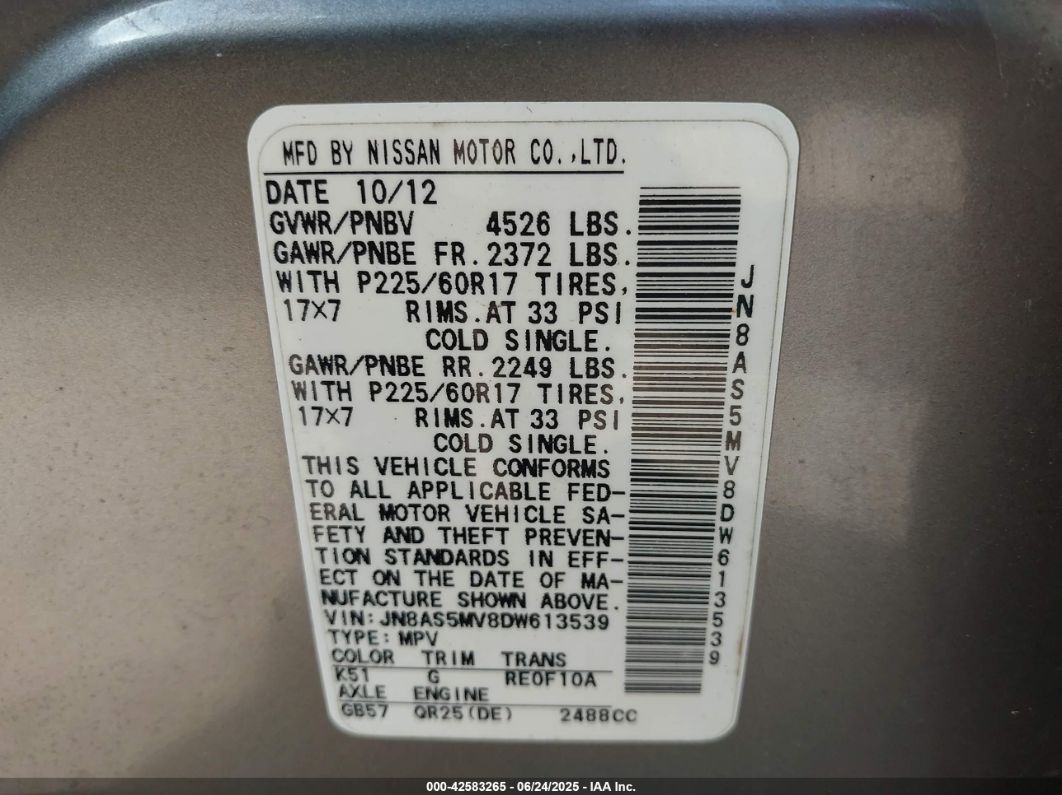 MFD BY NISSAN MOTOR CO.,LTD.
DATE 10/12
GVWR/PNBV 4526 LBS.
GAWR/PNBE FR. 2372 LBS.
WITH P225/60R17 TIRES,
17×7 RIMS. AT 33 PSI
COLD SINGLE.
GAWR/PNBE RR. 2249 LBS.
WITH P225/60R17 TIRES,
17×7 RIMS. AT 33 PSI
COLD SINGLE.
THIS VEHICLE CONFORMS
TO ALL APPLICABLE FED-
ERAL MOTOR VEHICLE SA-
FETY AND THEFT PREVEN-
TION STANDARDS IN EFF-
ECT ON THE DATE OF MA-
NUFACTURE SHOWN ABOVE.
VIN: JN8AS5MV8DW613539
TYPE: MPV
COLOR TRIM TRANS
K51 G RE0F10A
AXLE ENGINE
GB57 QR25(DE) 2488CC
JN8AS5MV8DW613539
000-42583265 - 06/24/2025 - IAA Inc.